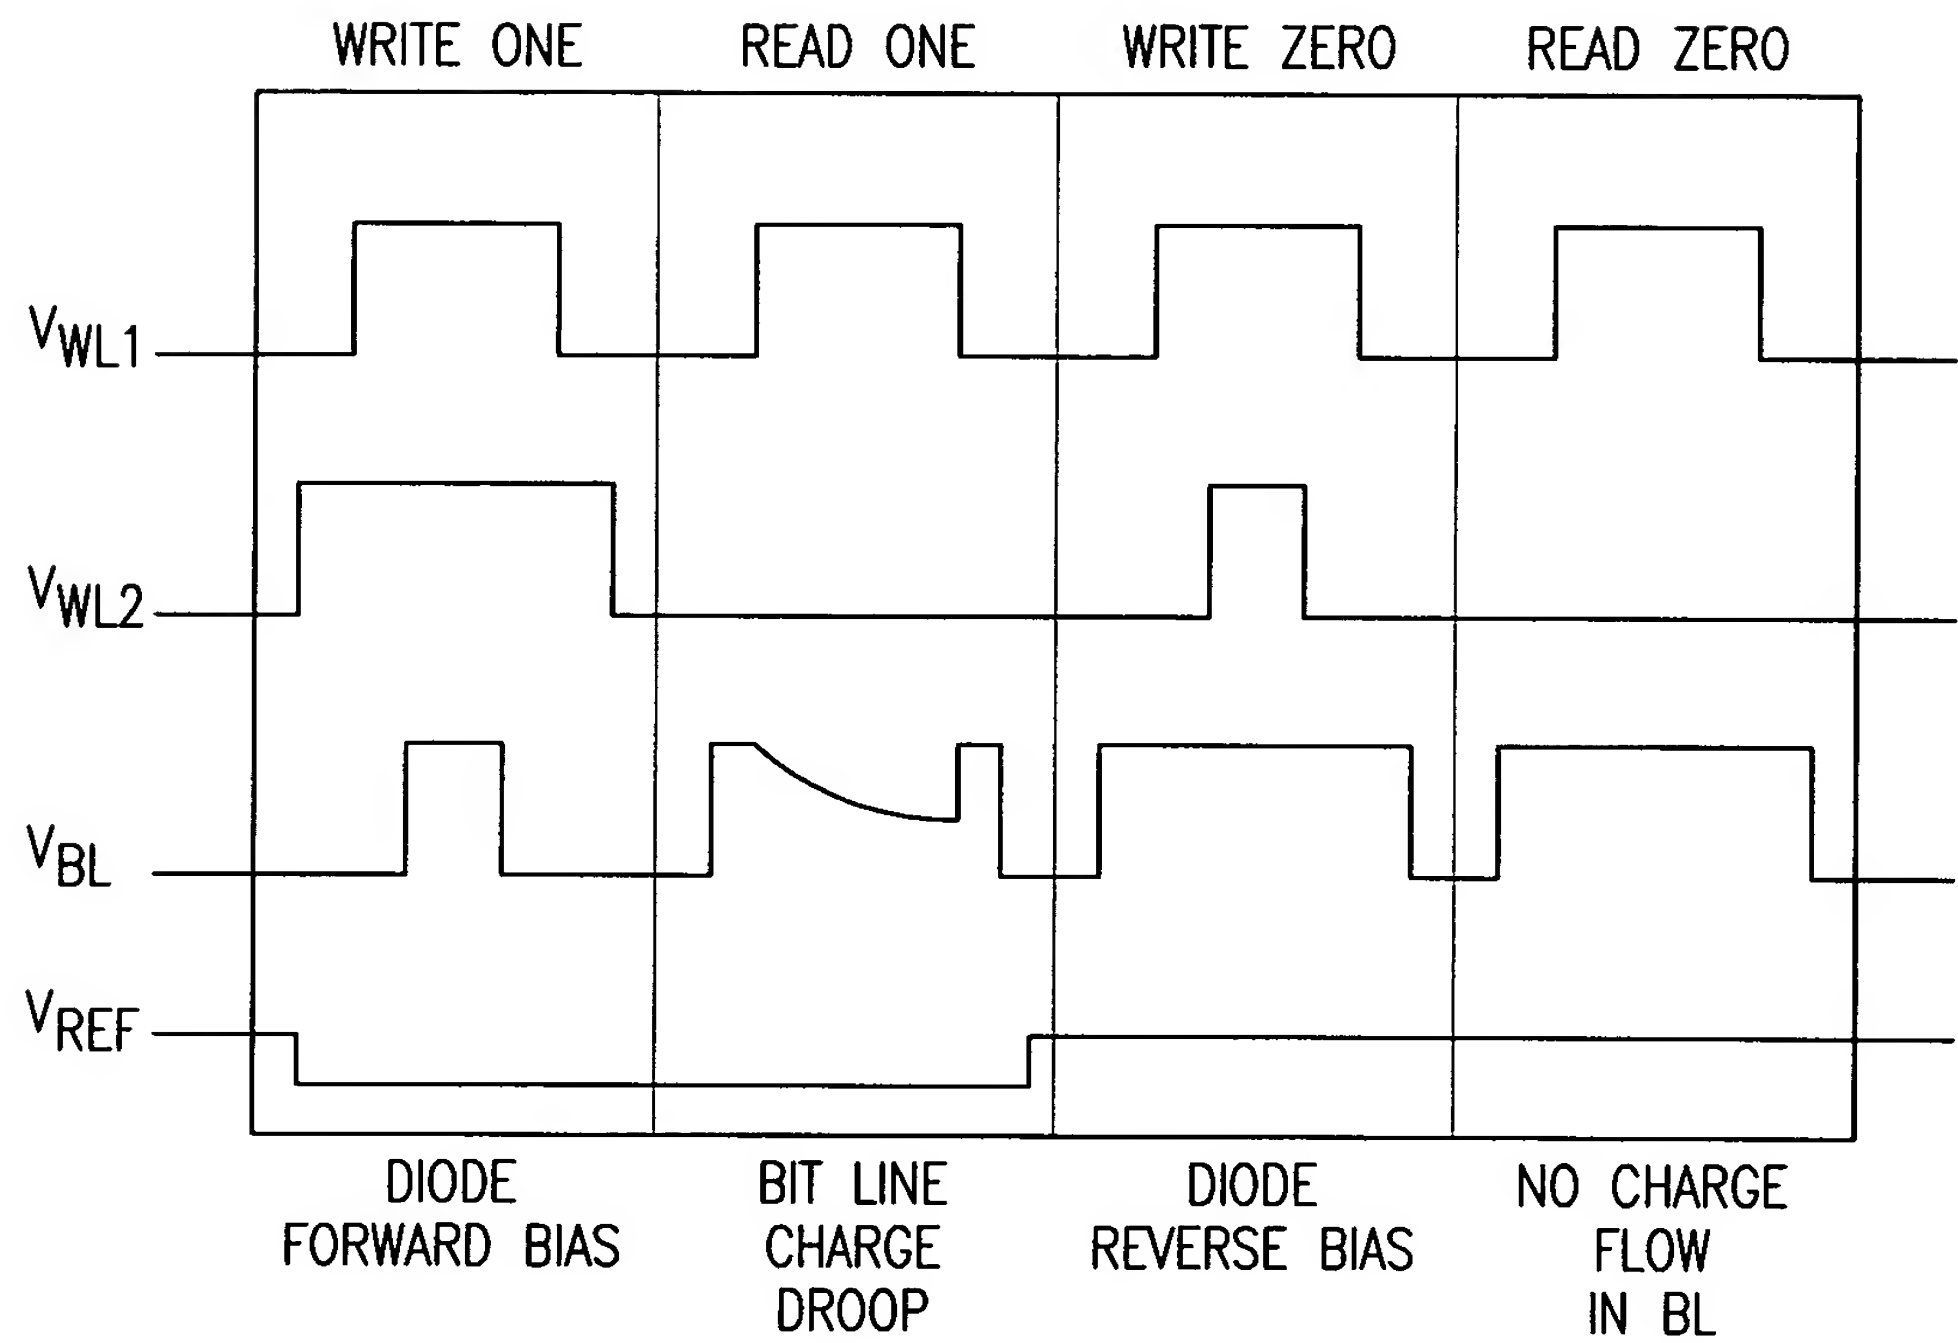 WRITE ONE READ ONE WRITE ZERO READ ZERO
VWL1
VWL2
VBL
VREF
DIODE
FORWARD BIAS
BIT LINE
CHARGE
DROOP
DIODE
REVERSE BIAS
NO CHARGE
FLOW
IN BL